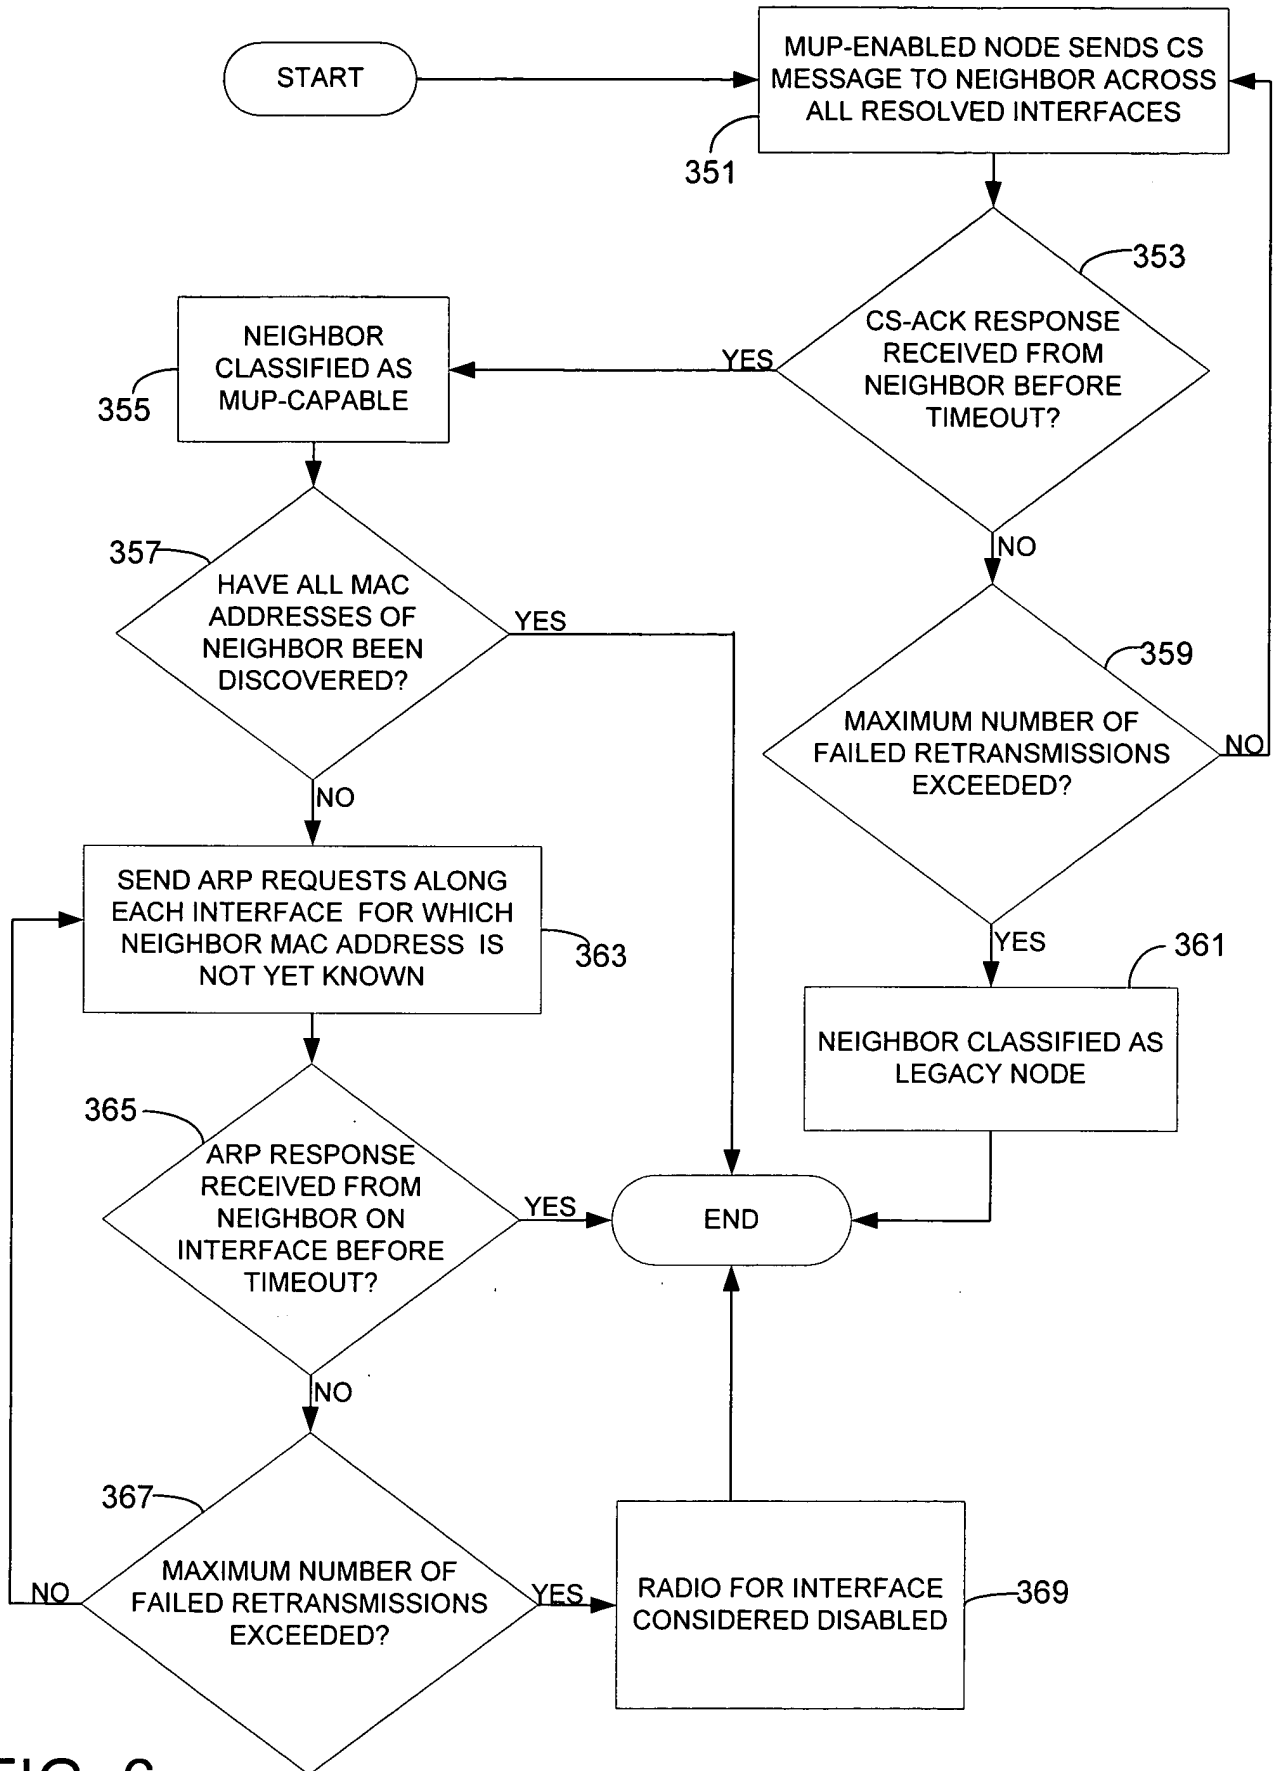 START
MUP-ENABLED NODE SENDS CS
MESSAGE TO NEIGHBOR ACROSS
ALL RESOLVED INTERFACES
351
353
CS-ACK RESPONSE
RECEIVED FROM
NEIGHBOR BEFORE
TIMEOUT?
YES
NO
NEIGHBOR
CLASSIFIED AS
MUP-CAPABLE
355
357
HAVE ALL MAC
ADDRESSES OF
NEIGHBOR BEEN
DISCOVERED?
YES
NO
359
MAXIMUM NUMBER OF
FAILED RETRANSMISSIONS
EXCEEDED?
NO
YES
361
NEIGHBOR CLASSIFIED AS
LEGACY NODE
SEND ARP REQUESTS ALONG
EACH INTERFACE FOR WHICH
NEIGHBOR MAC ADDRESS IS
NOT YET KNOWN
363
365
ARP RESPONSE
RECEIVED FROM
NEIGHBOR ON
INTERFACE BEFORE
TIMEOUT?
YES
NO
END
367
MAXIMUM NUMBER OF
FAILED RETRANSMISSIONS
EXCEEDED?
NO
YES
RADIO FOR INTERFACE
CONSIDERED DISABLED
369